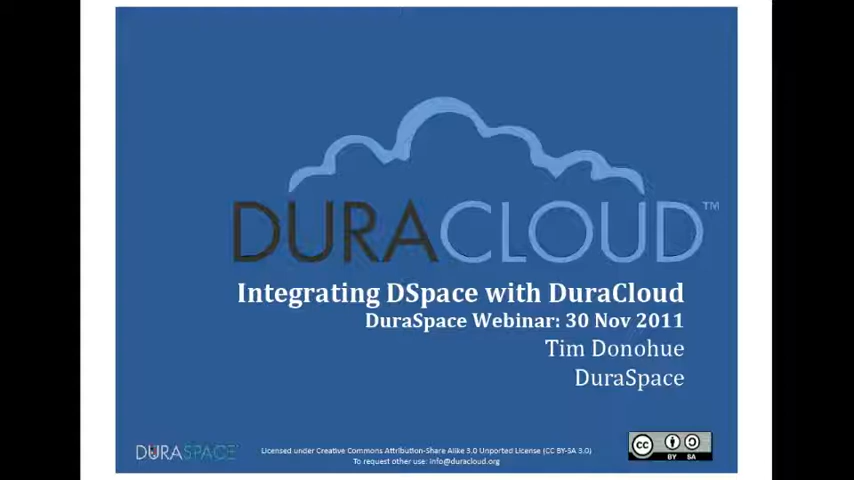 DURACLOUD™
Integrating DSpace with DuraCloud
DuraSpace Webinar: 30 Nov 2011
Tim Donohue
DuraSpace
DURASPACE
Licensed under Creative Commons Attribution-Share Alike 3.0 Unported License (CC BY-SA 3.0)
To request other use: info@duracloud.org
cc
BY SA